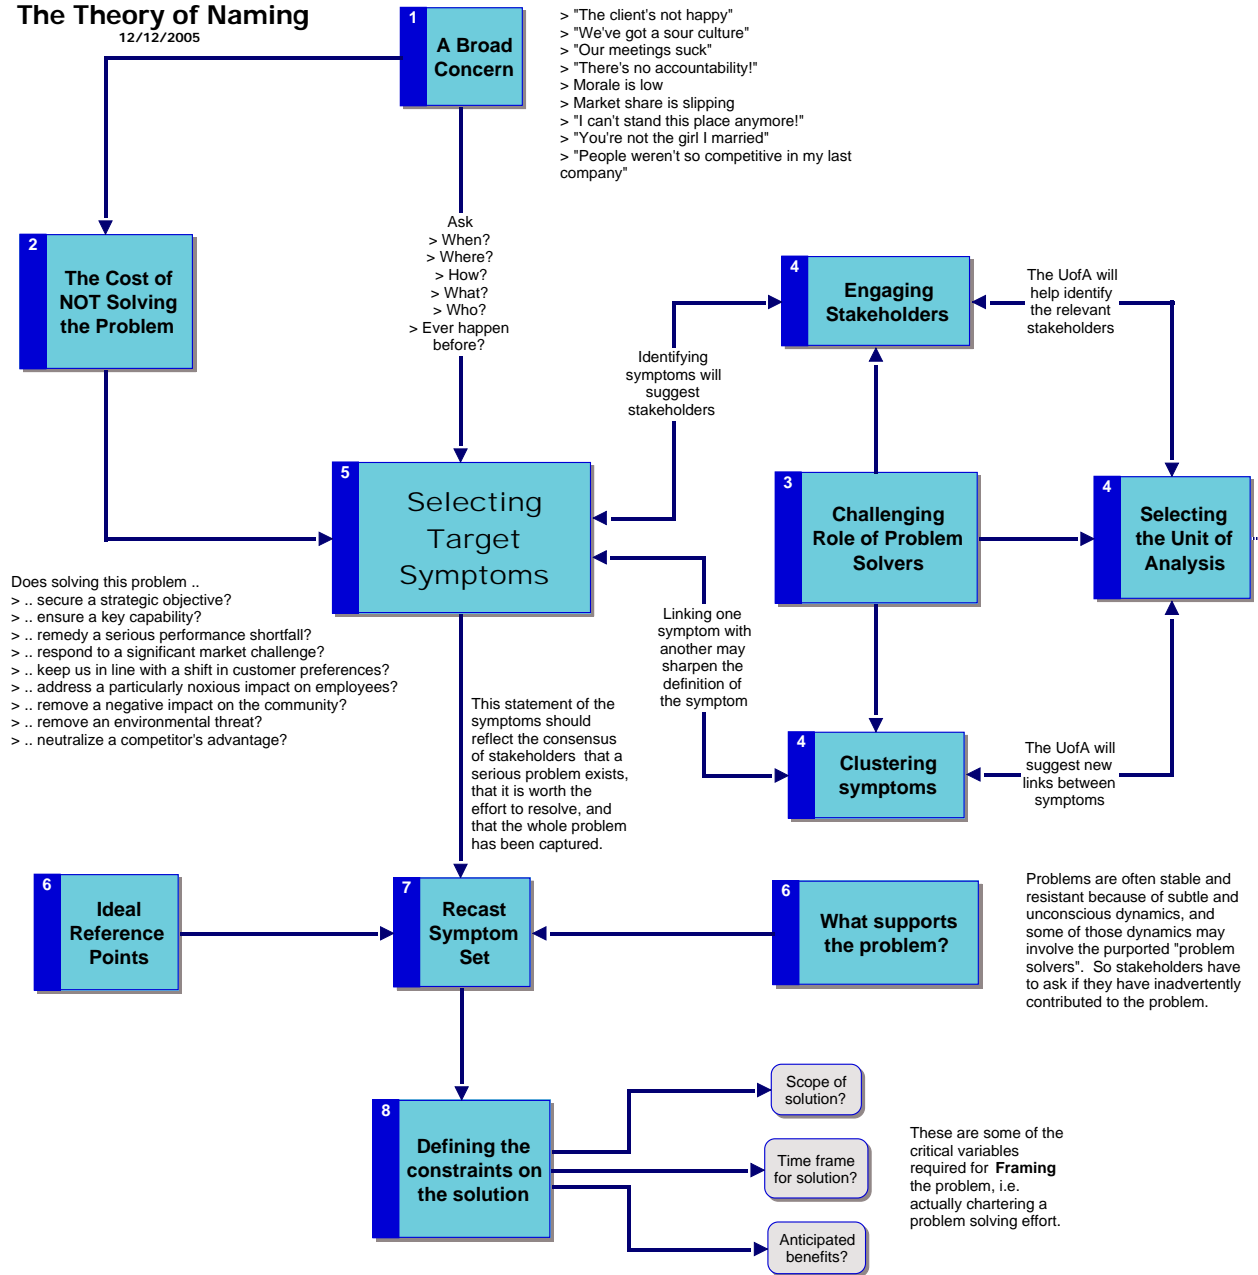 The Theory of Naming
12/12/2005
1
A Broad
Concern
> "The client's not happy"
> "We've got a sour culture"
> "Our meetings suck"
> "There's no accountability!"
> Morale is low
> Market share is slipping
> "I can't stand this place anymore!"
> "You're not the girl I married"
> "People weren't so competitive in my last
company"
Ask
> When?
> Where?
> How?
> What?
> Who?
> Ever happen
before?
2
The Cost of
NOT Solving
the Problem
4
Engaging
Stakeholders
The UofA will
help identify
the relevant
stakeholders
Identifying
symptoms will
suggest
stakeholders
5
Selecting
Target
Symptoms
3
Challenging
Role of Problem
Solvers
4
Selecting
the Unit of
Analysis
Does solving this problem ..
> .. secure a strategic objective?
> .. ensure a key capability?
> .. remedy a serious performance shortfall?
> .. respond to a significant market challenge?
> .. keep us in line with a shift in customer preferences?
> .. address a particularly noxious impact on employees?
> .. remove a negative impact on the community?
> .. remove an environmental threat?
> .. neutralize a competitor's advantage?
Linking one
symptom with
another may
sharpen the
definition of
the symptom
This statement of the
symptoms should
reflect the consensus
of stakeholders  that a
serious problem exists,
that it is worth the
effort to resolve, and
that the whole problem
has been captured.
4
Clustering
symptoms
The UofA will
suggest new
links between
symptoms
6
Ideal
Reference
Points
7
Recast
Symptom
Set
6
What supports
the problem?
Problems are often stable and
resistant because of subtle and
unconscious dynamics, and
some of those dynamics may
involve the purported "problem
solvers".  So stakeholders have
to ask if they have inadvertently
contributed to the problem.
8
Defining the
constraints on
the solution
Scope of
solution?
Time frame
for solution?
Anticipated
benefits?
These are some of the
critical variables
required for  Framing
the problem, i.e.
actually chartering a
problem solving effort.